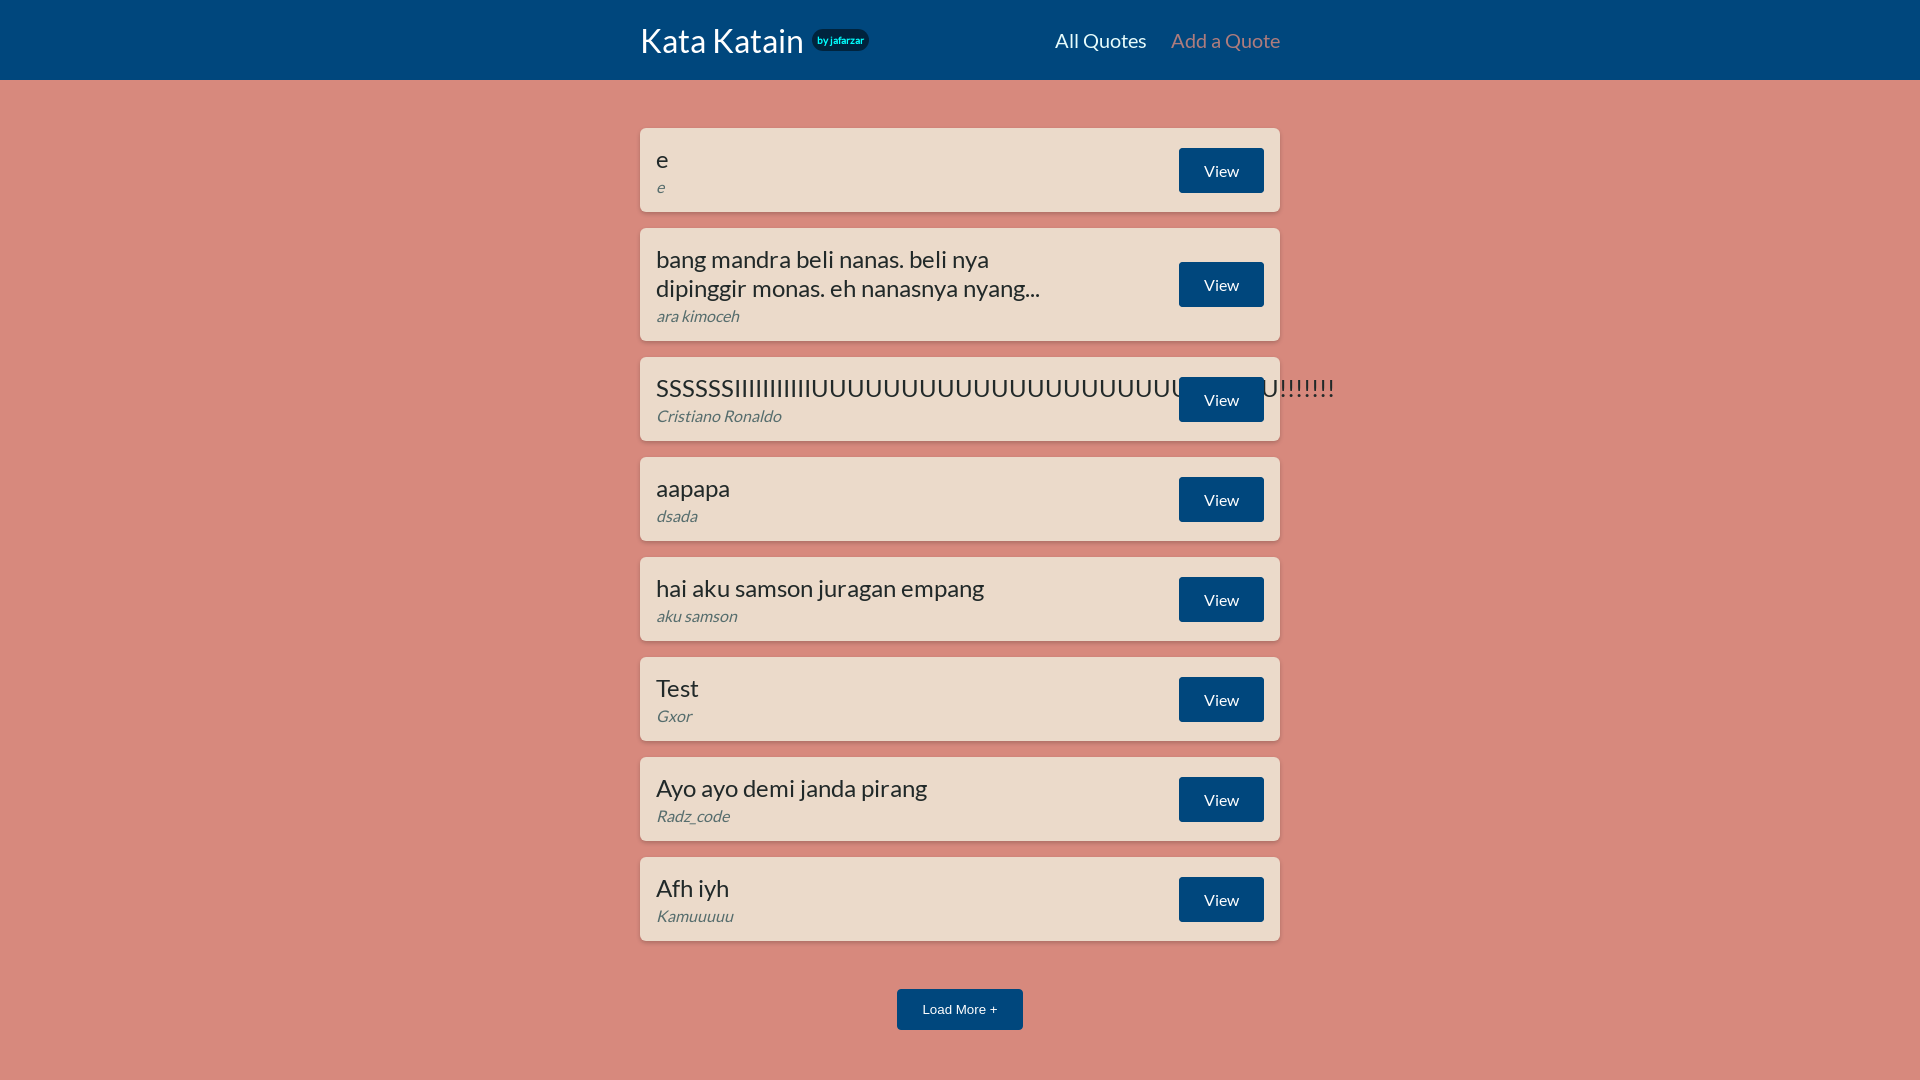 Kata Katain by jafarzar All Quotes Add a Quote
e
e
View
bang mandra beli nanas. beli nya
dipinggir monas. eh nanasnya nyang...
ara kimoceh
View
Cristiano Ronaldo
View
aapapa
dsada
View
hai aku samson juragan empang
aku samson
View
Test
Gxor
View
Ayo ayo demi janda pirang
Radz_code
View
Afh iyh
Kamuuuuu
View
Load More +